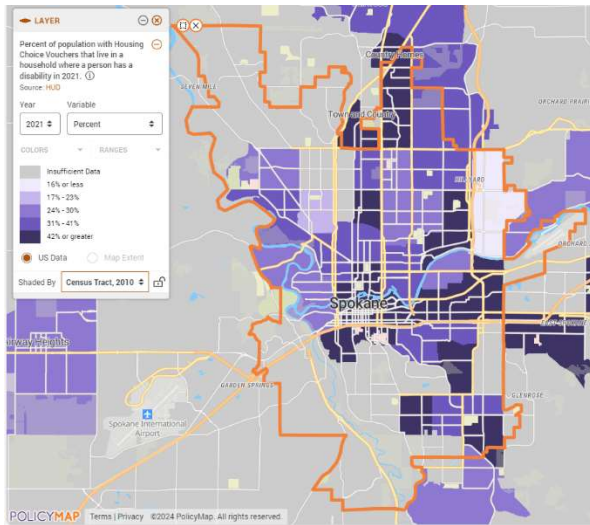 LAYER
Percent of population with Housing
Choice Vouchers that live in a
household where a person has a
disability in 2021.
Source: HUD
Year Variable
2021 Percent
COLORS RANGES
Insufficient Data
16% or less
17% - 23%
24% - 30%
31% - 41%
42% or greater
US Data Map Extent
Shaded By Census Tract, 2010
Country Homes
Town and Country
ORCHARD PRAIRIE
HILLYARD
Spokane
GARDEN SPRINGS
GLENROSE
Spokane International
Airport
POLICYMAP Terms | Privacy ©2024 PolicyMap. All rights reserved.